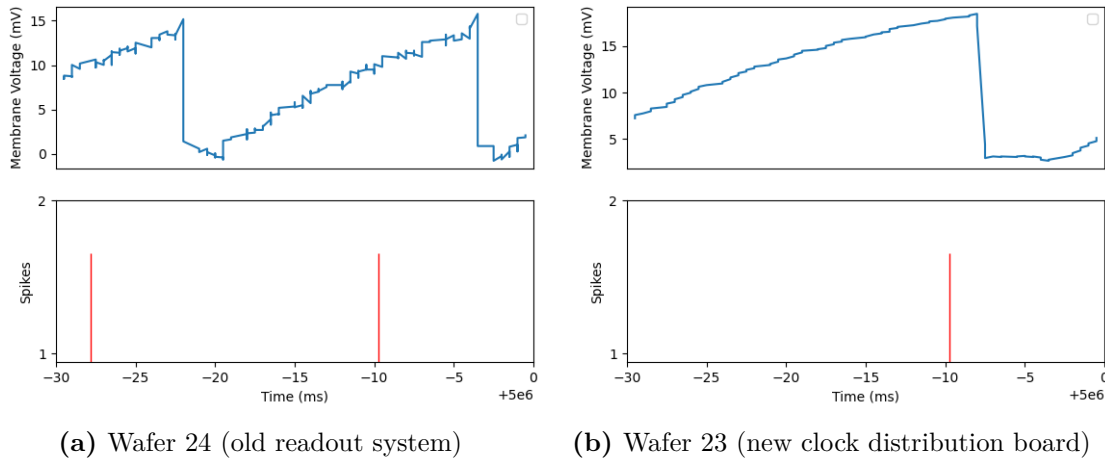 Membrane Voltage (mV)
15
10
5
0
Spikes
2
1
−30
−25
−20
−15
−10
−5
0
Time (ms)
+5e6
(a) Wafer 24 (old readout system)
Membrane Voltage (mV)
15
10
5
Spikes
2
1
−30
−25
−20
−15
−10
−5
0
Time (ms)
+5e6
(b) Wafer 23 (new clock distribution board)